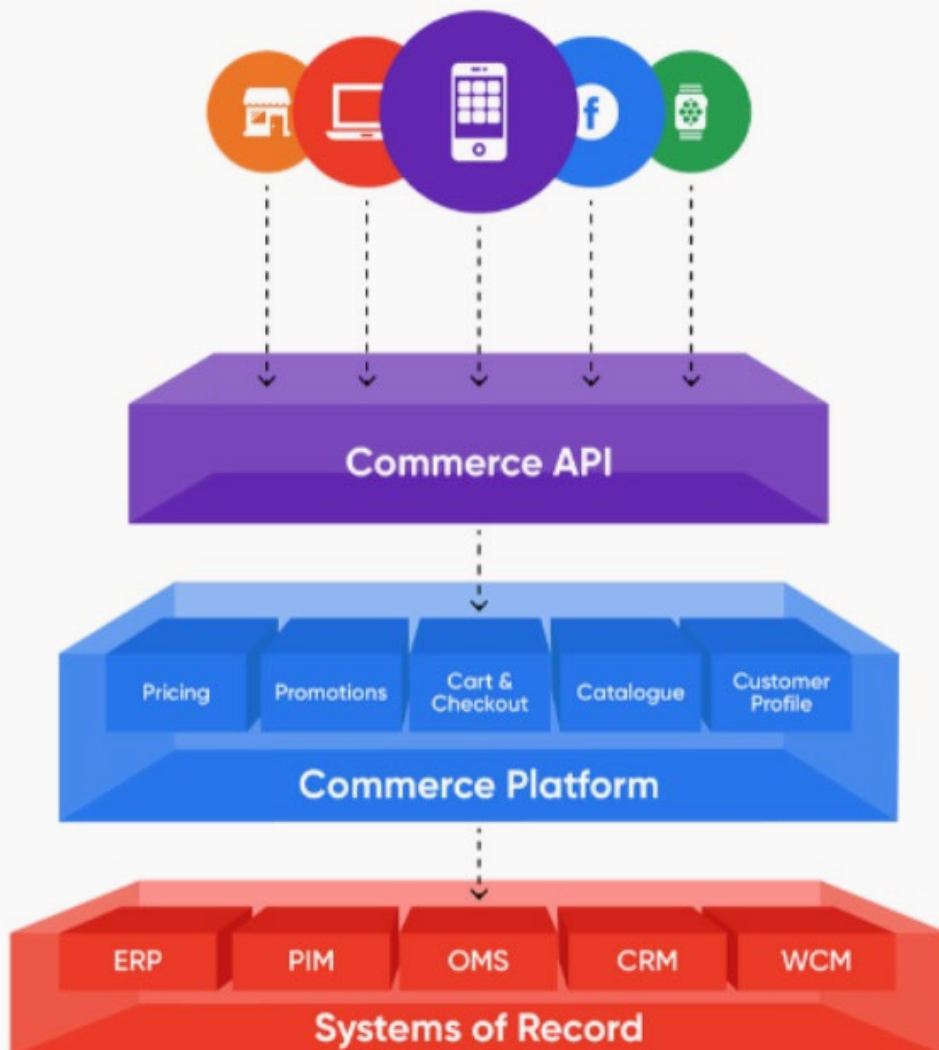 f
Commerce API
Pricing
Promotions
Cart &
Checkout
Catalogue
Customer
Profile
Commerce Platform
ERP
PIM
OMS
CRM
WCM
Systems of Record